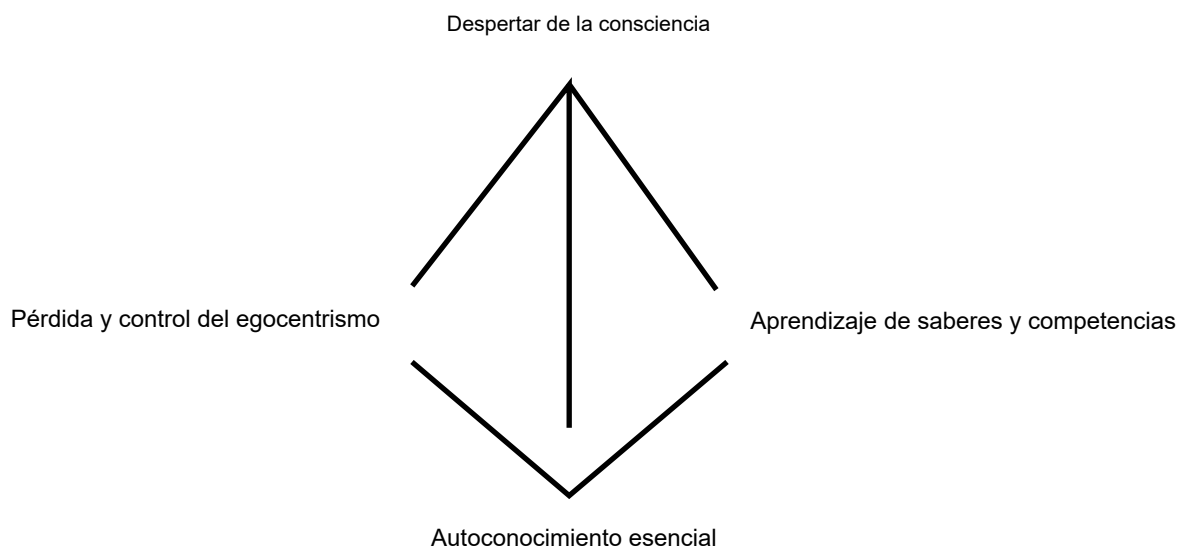 Despertar de la consciencia
Pérdida y control del egocentrismo
Aprendizaje de saberes y competencias
Autoconocimiento esencial